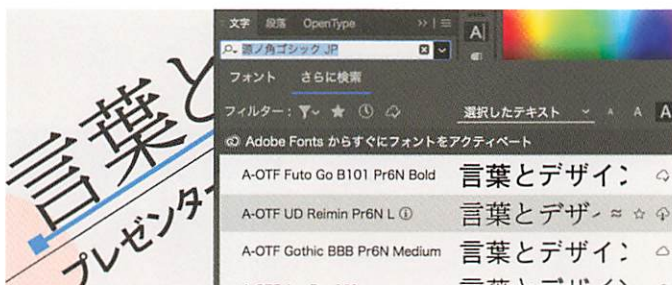 言葉と
プレゼンター
文字 段落 OpenType
源ノ角ゴシック JP
フォント さらに検索
フィルター： 選択したテキスト A A A
Adobe Fonts からすぐにフォントをアクティベート
A-OTF Futo Go B101 Pr6N Bold 言葉とデザイン
A-OTF UD Reimin Pr6N L 言葉とデザ
A-OTF Gothic BBB Pr6N Medium 言葉とデザイン